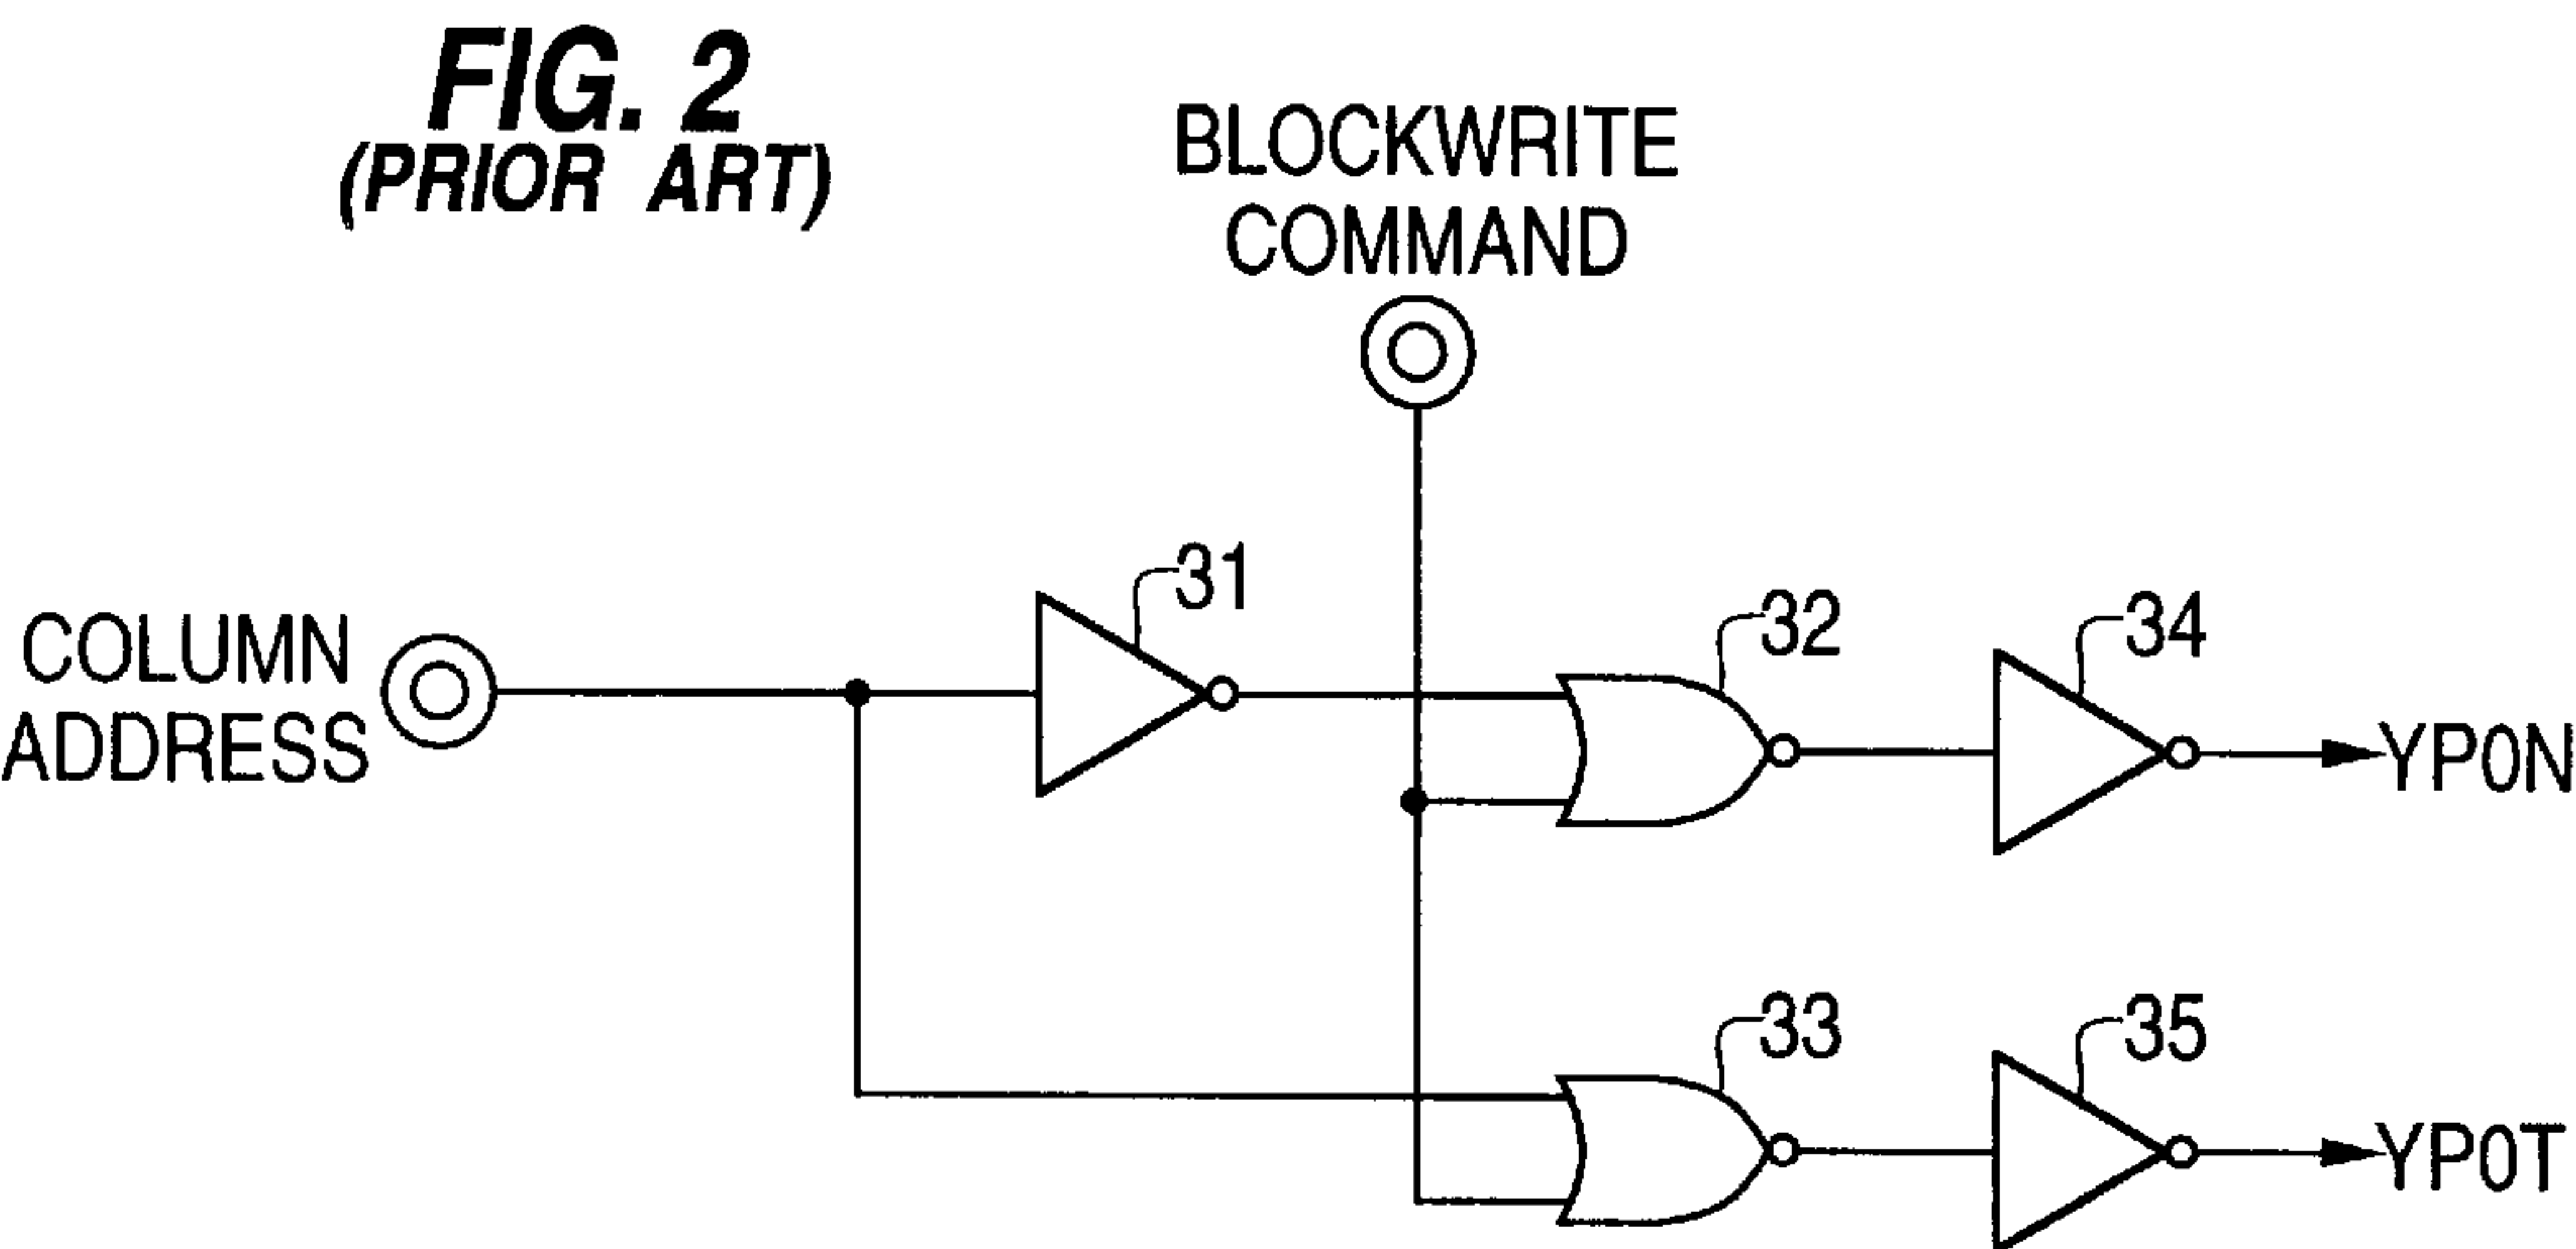 FIG. 2
(PRIOR ART)
BLOCKWRITE
COMMAND
COLUMN
ADDRESS
31
32
34
YP0N
33
35
YP0T